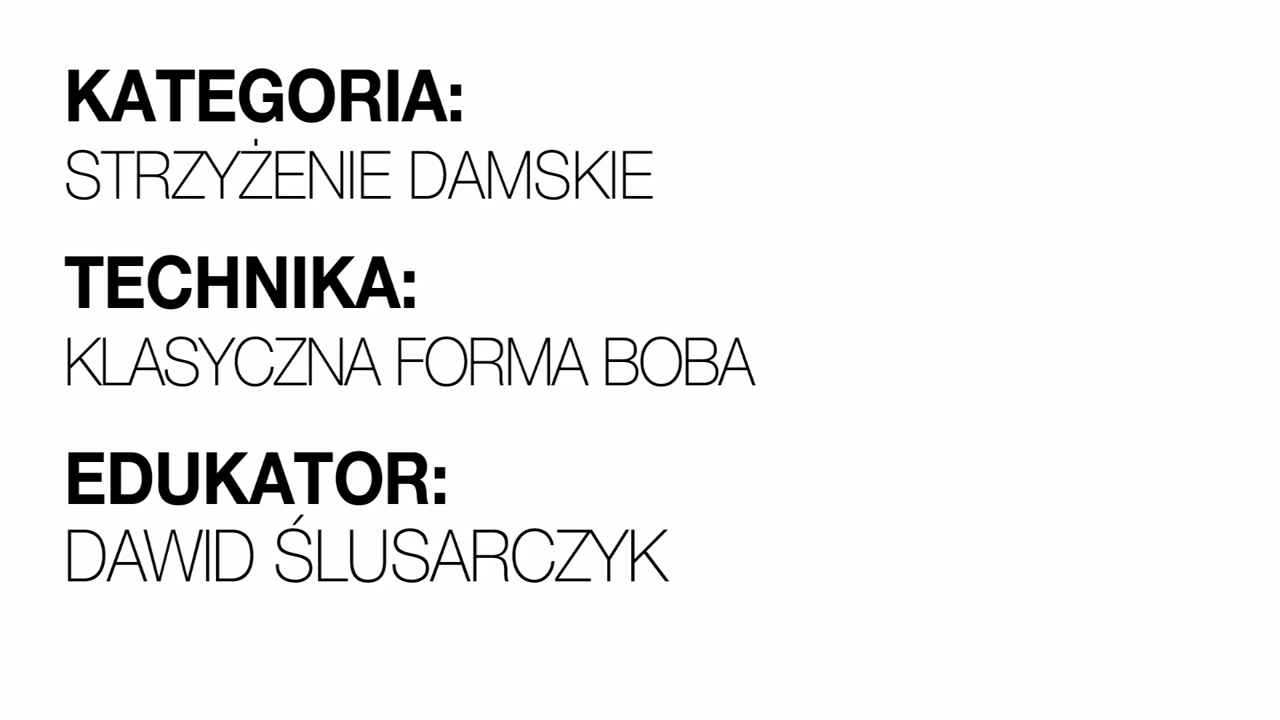 KATEGORIA:
STRZYŻENIE DAMSKIE
TECHNIKA:
KLASYCZNA FORMA BOBA
EDUKATOR:
DAWID ŚLUSARCZYK